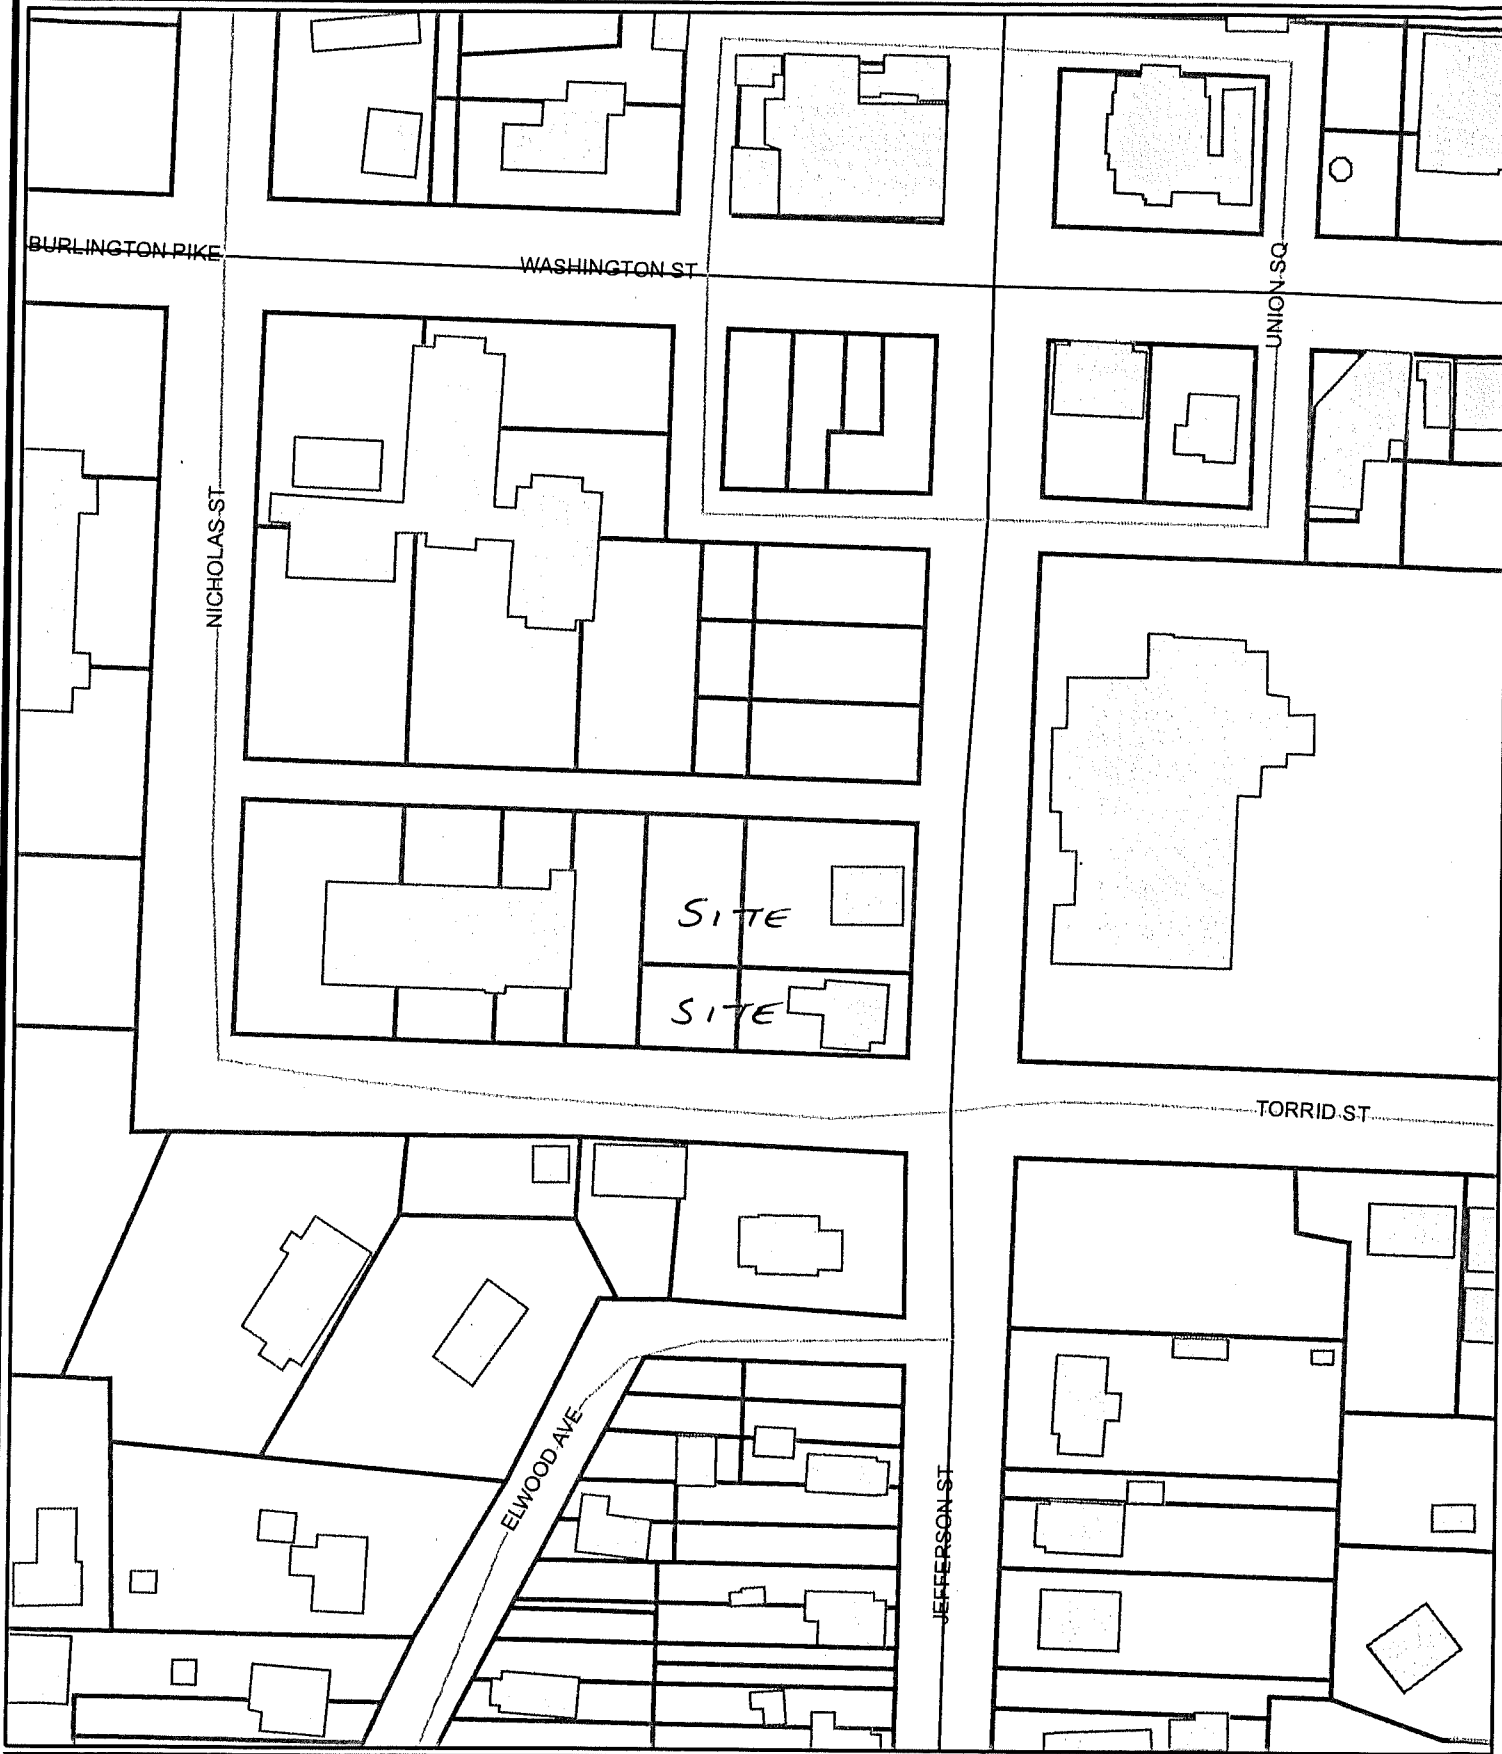 BURLINGTON PIKE
WASHINGTON ST
UNION SQ
NICHOLAS ST
SITE
SITE
TORRID ST
ELWOOD AVE
JEFFERSON ST